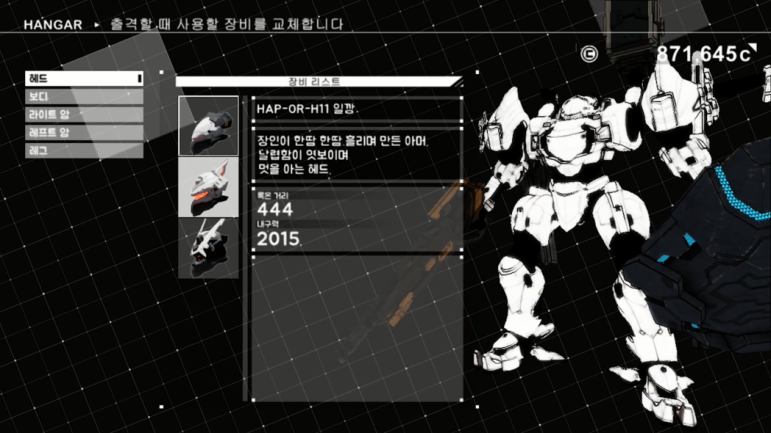 HANGAR ▸ 출격할 때 사용할 장비를 교체합니다
© 871,645c
헤드
보디
라이트 암
레프트 암
레그
장비 리스트
HAP-OR-H11 일깡.
장인이 한땀 한땀 흘리며 만든 아머.
날렵함이 엿보이며
멋을 아는 헤드.
록온 거리
444
내구력
2015